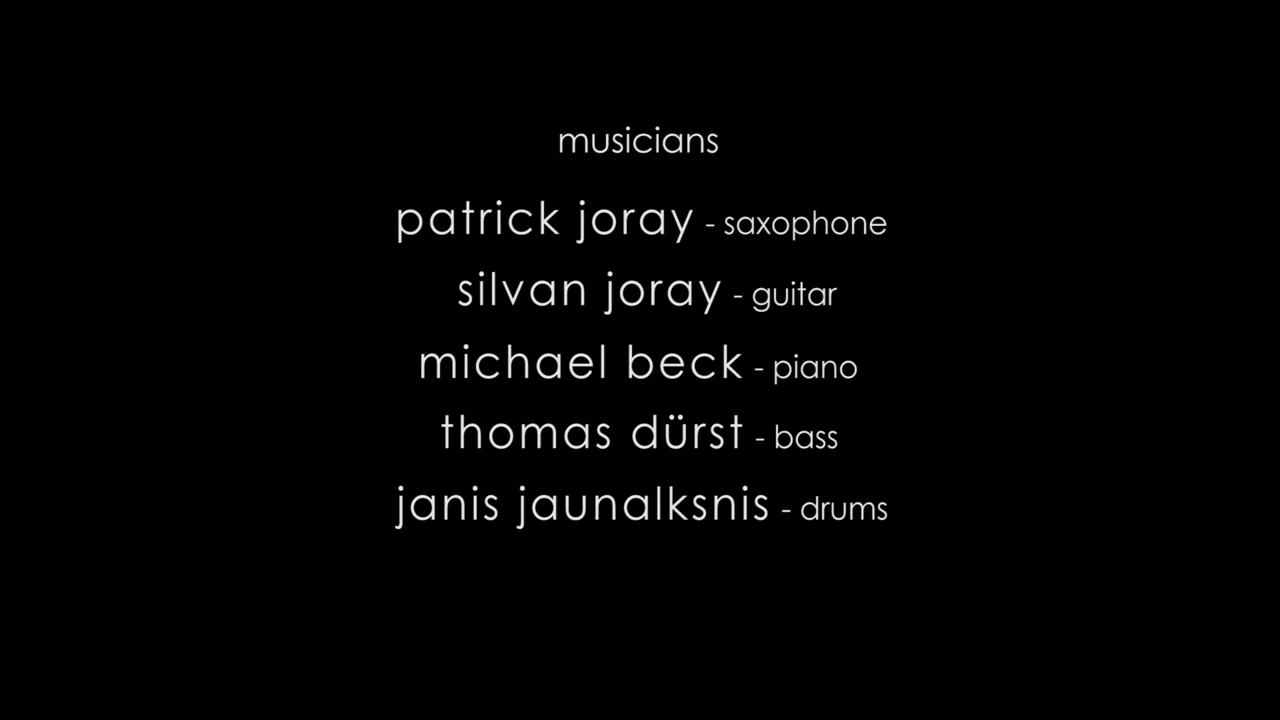 musicians
patrick joray - saxophone
silvan joray - guitar
michael beck - piano
thomas dürst - bass
janis jaunalksnis - drums